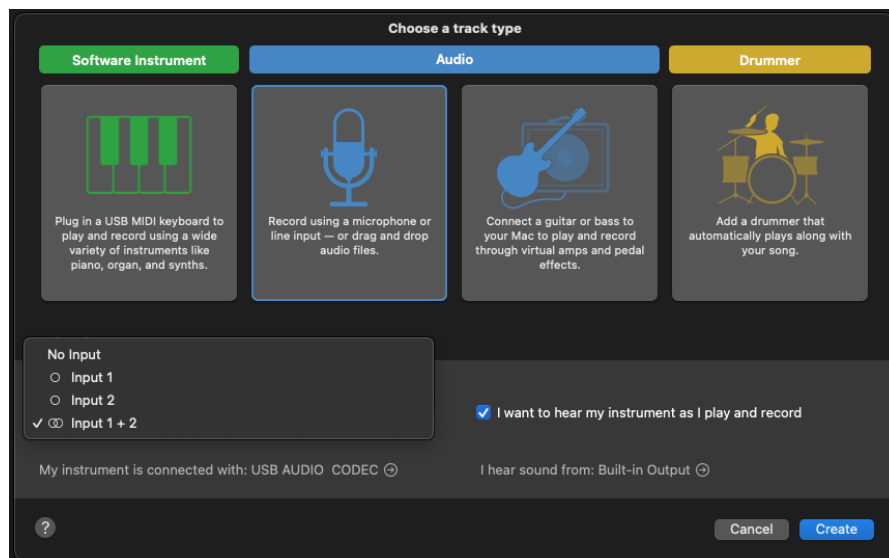 Choose a track type
Software Instrument
Audio
Drummer
Plug in a USB MIDI keyboard to
play and record using a wide
variety of instruments like
piano, organ, and synths.
Record using a microphone or
line input — or drag and drop
audio files.
Connect a guitar or bass to
your Mac to play and record
through virtual amps and pedal
effects.
Add a drummer that
automatically plays along with
your song.
No Input
Input 1
Input 2
Input 1 + 2
I want to hear my instrument as I play and record
My instrument is connected with: USB AUDIO CODEC
I hear sound from: Built-in Output
?
Cancel
Create